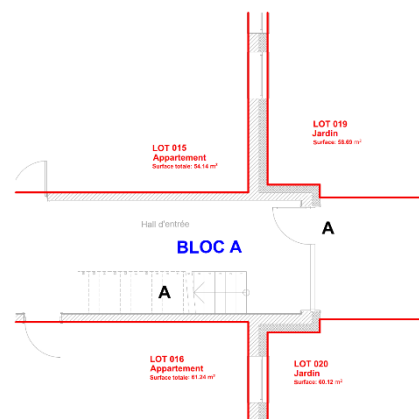 LOT 019
Jardin
Surface: 58.69 m²
LOT 015
Appartement
Surface totale: 54.14 m²
Hall d'entrée
A
BLOC A
A
LOT 016
Appartement
Surface totale: 61.24 m²
LOT 020
Jardin
Surface: 60.12 m²